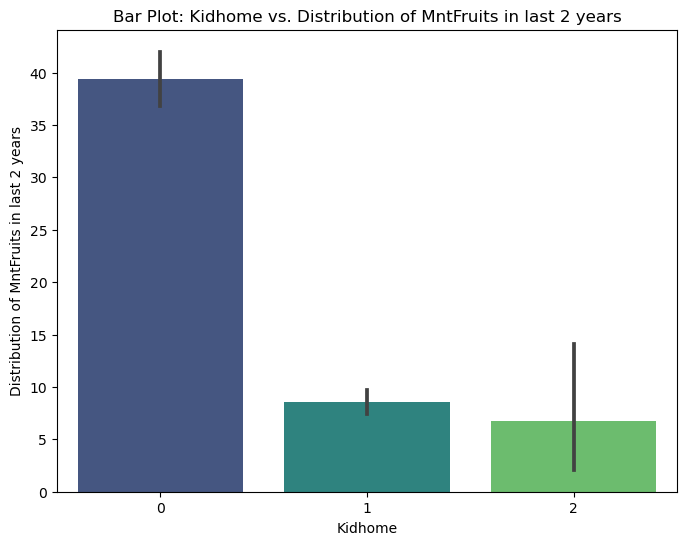 Bar Plot: Kidhome vs. Distribution of MntFruits in last 2 years
Distribution of MntFruits in last 2 years
40
35
30
25
20
15
10
5
0
0 1 2
Kidhome